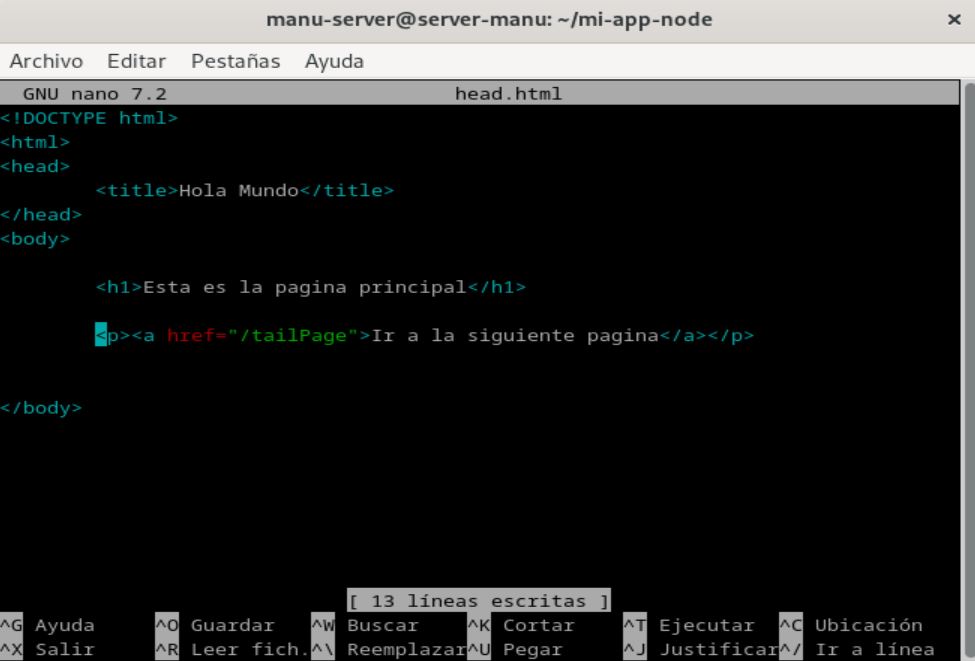 manu-server@server-manu: ~/mi-app-node ×
Archivo Editar Pestañas Ayuda
GNU nano 7.2 head.html
<!DOCTYPE html>
<html>
<head>
<title>Hola Mundo</title>
</head>
<body>
<h1>Esta es la pagina principal</h1>
<p><a href="/tailPage">Ir a la siguiente pagina</a></p>
</body>
[ 13 líneas escritas ]
^G Ayuda ^O Guardar ^W Buscar ^K Cortar ^T Ejecutar ^C Ubicación
^X Salir ^R Leer fich. ^\ Reemplazar ^U Pegar ^J Justificar ^/ Ir a línea